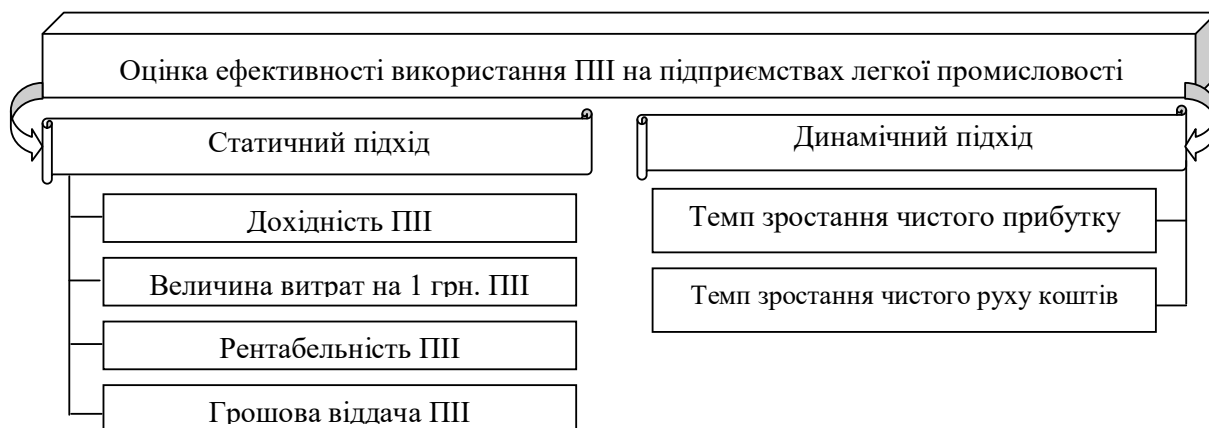 Оцінка ефективності використання ПІІ на підприємствах легкої промисловості
Статичний підхід
Дохідність ПІІ
Величина витрат на 1 грн. ПІІ
Рентабельність ПІІ
Грошова віддача ПІІ
Динамічний підхід
Темп зростання чистого прибутку
Темп зростання чистого руху коштів